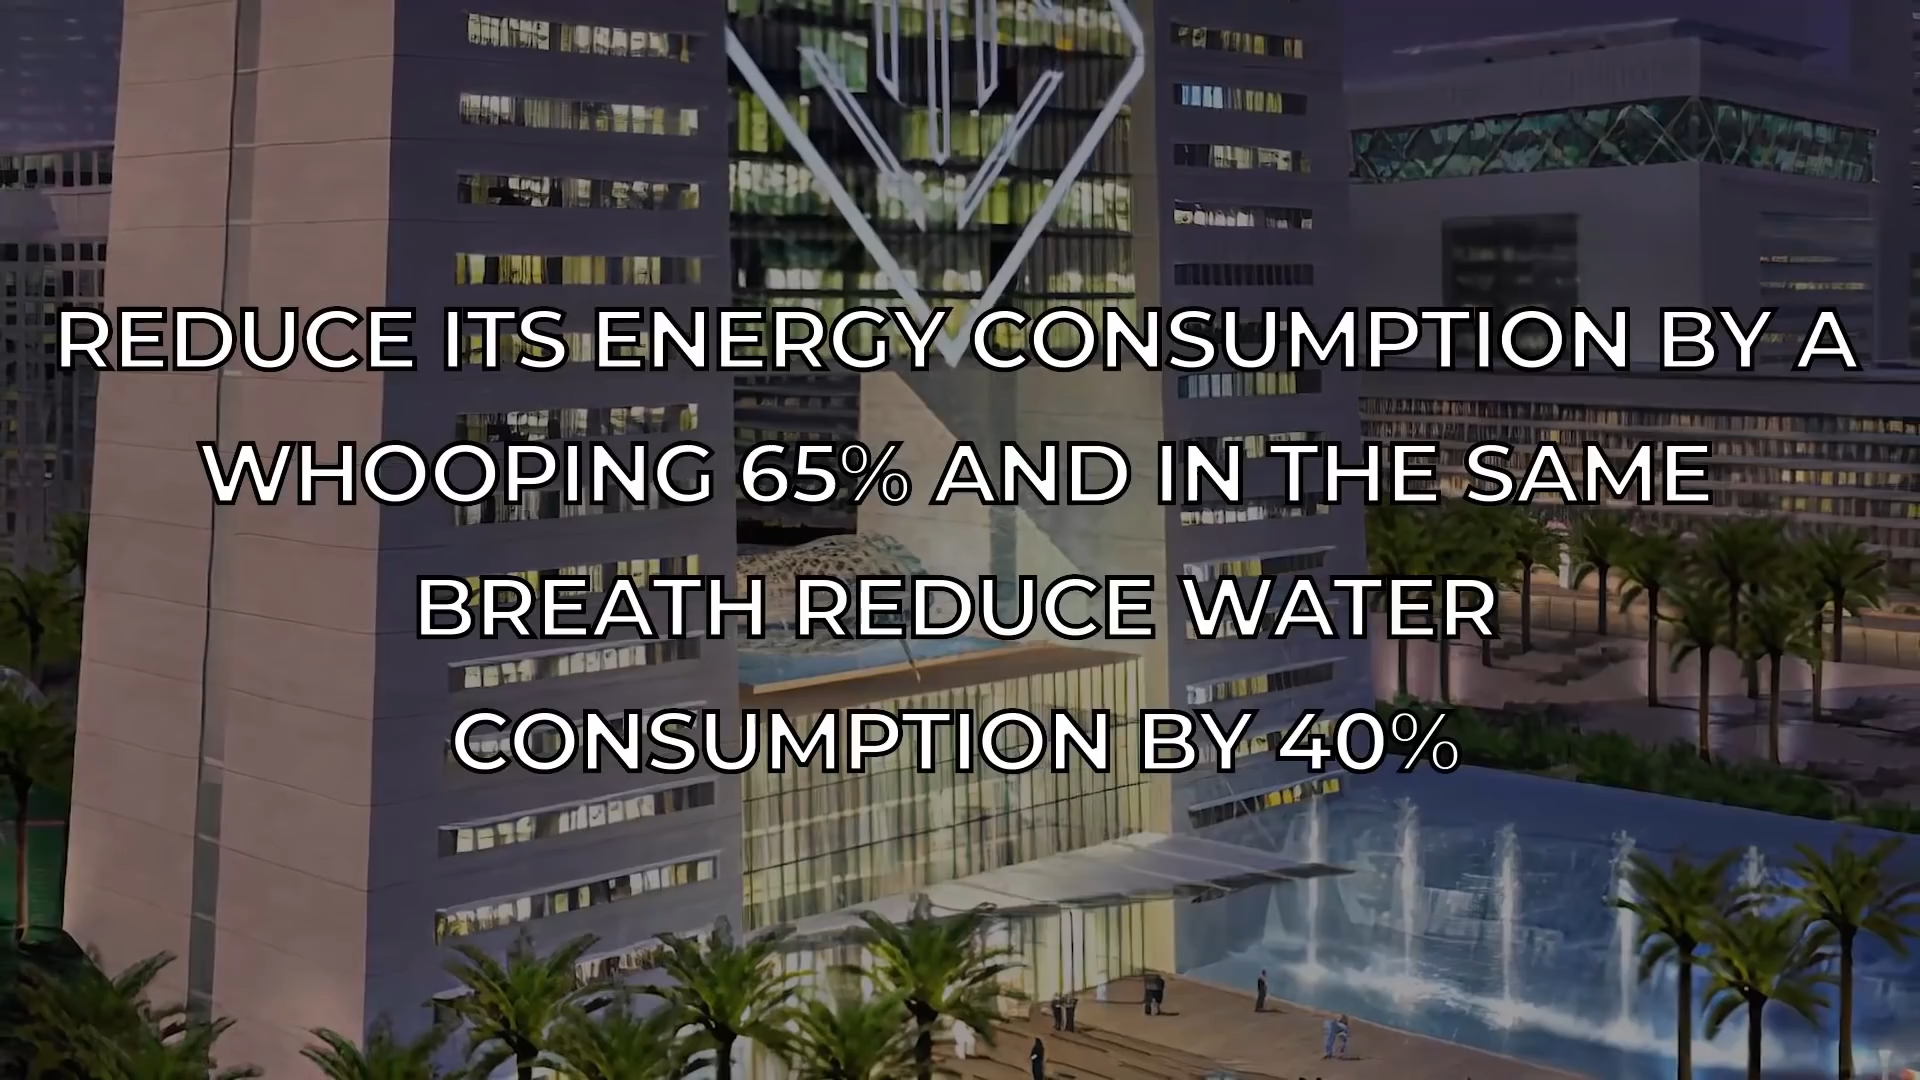 REDUCE ITS ENERGY CONSUMPTION BY A
WHOOPING 65% AND IN THE SAME
BREATH REDUCE WATER
CONSUMPTION BY 40%